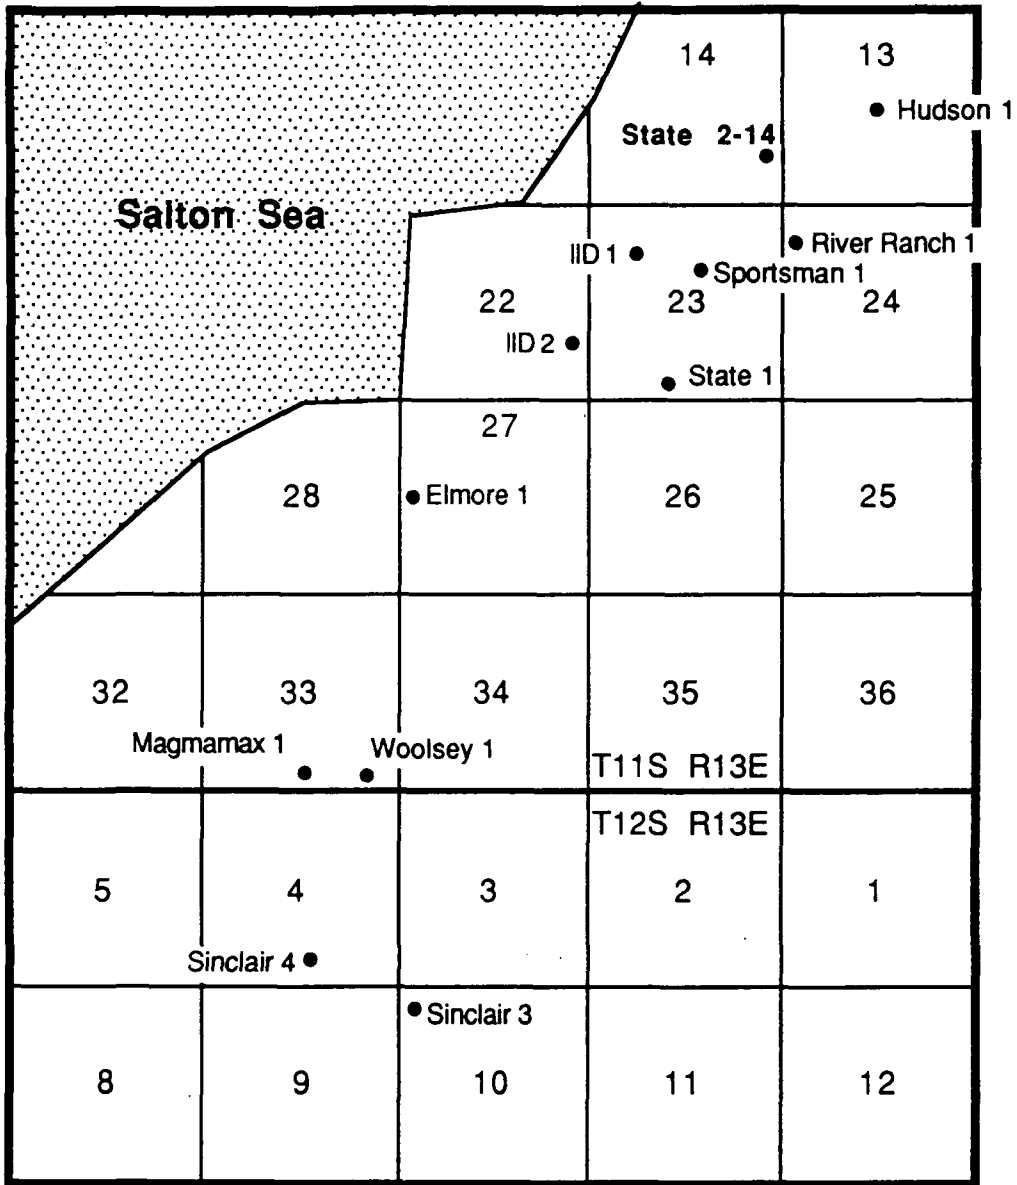 14
13
Hudson 1
State 2-14
Salton Sea
River Ranch 1
IID 1
Sportsman 1
22
23
24
IID 2
State 1
27
28
Elmore 1
26
25
32
33
34
35
36
Magmamax 1
Woolsey 1
T11S R13E
T12S R13E
5
4
3
2
1
Sinclair 4
Sinclair 3
8
9
10
11
12